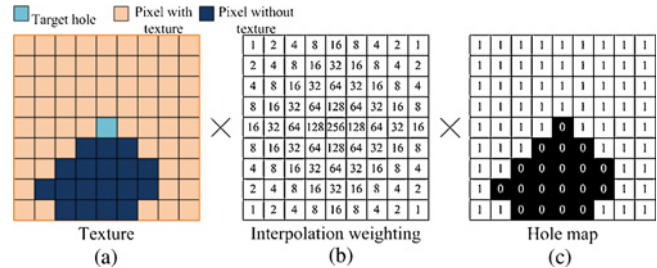 Target hole Pixel with texture Pixel without texture
1 2 4 8 16 8 4 2 1 1 1 1 1 1 1 1 1 1
2 4 8 16 32 16 8 4 2 1 1 1 1 1 1 1 1 1
4 8 16 32 64 32 16 8 4 1 1 1 1 1 1 1 1 1
8 16 32 64 128 64 32 16 8 1 1 1 1 1 1 1 1 1
× 16 32 64 128 256 128 64 32 16 × 1 1 1 1 0 1 1 1 1
8 16 32 64 128 64 32 16 8 1 1 1 0 0 0 1 1 1
4 8 16 32 64 32 16 8 4 1 1 0 0 0 0 0 1 1
2 4 8 16 32 16 8 4 2 1 0 0 0 0 0 0 1 1
1 2 4 8 16 8 4 2 1 1 1 0 0 0 0 1 1 1
Texture Interpolation weighting Hole map
(a) (b) (c)